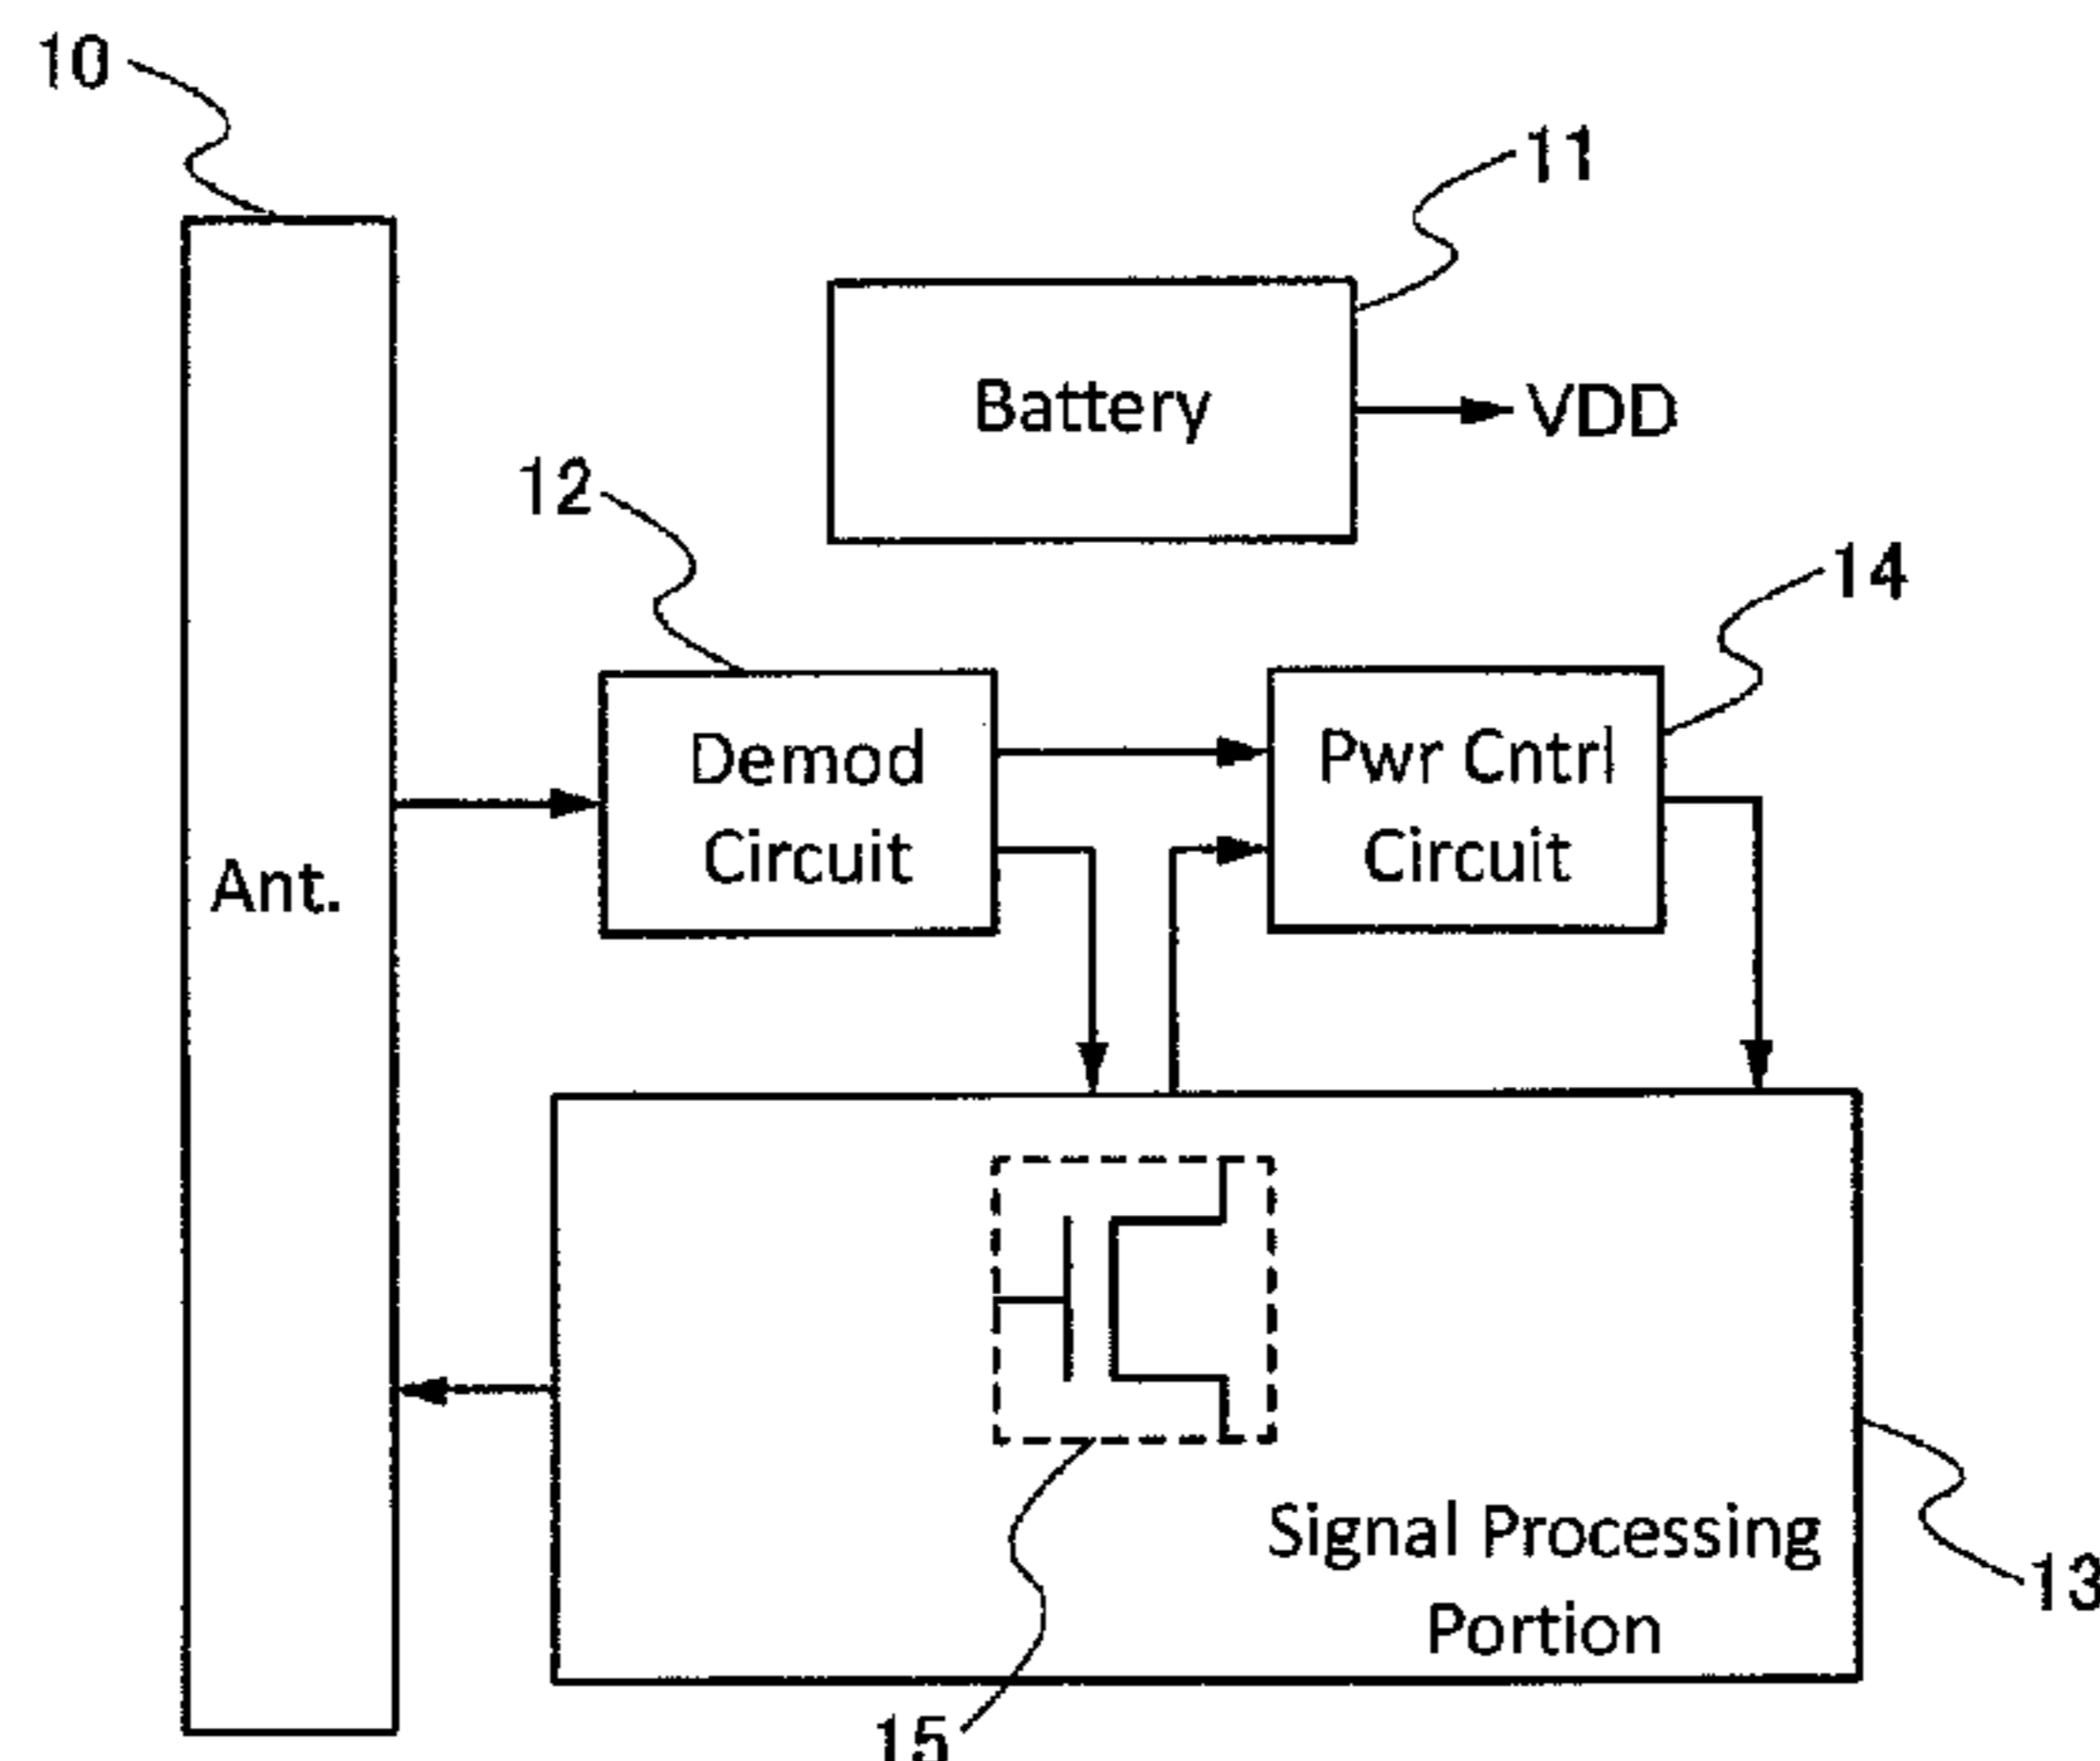 10
11
Battery
VDD
12
14
Demod
Circuit
Pwr Cntrl
Circuit
Ant.
Signal Processing
Portion
13
15